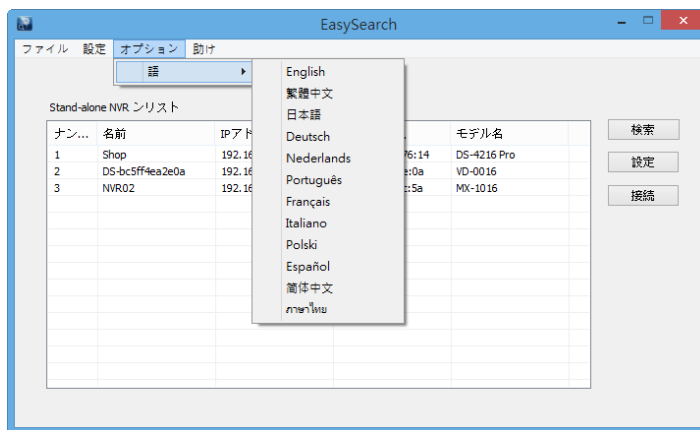 EasySearch
ファイル 設定 オプション 助け
語
English
繁體中文
日本語
Deutsch
Nederlands
Português
Français
Italiano
Polski
Español
简体中文
ภาษาไทย
Stand-alone NVR ンリスト
ナン... 名前 IPアド モデル名
1 Shop 192.16 76:14 DS-4216 Pro
2 DS-bc5ff4ea2e0a 192.16 :0a VD-0016
3 NVR02 192.16 :5a MX-1016
検索
設定
接続